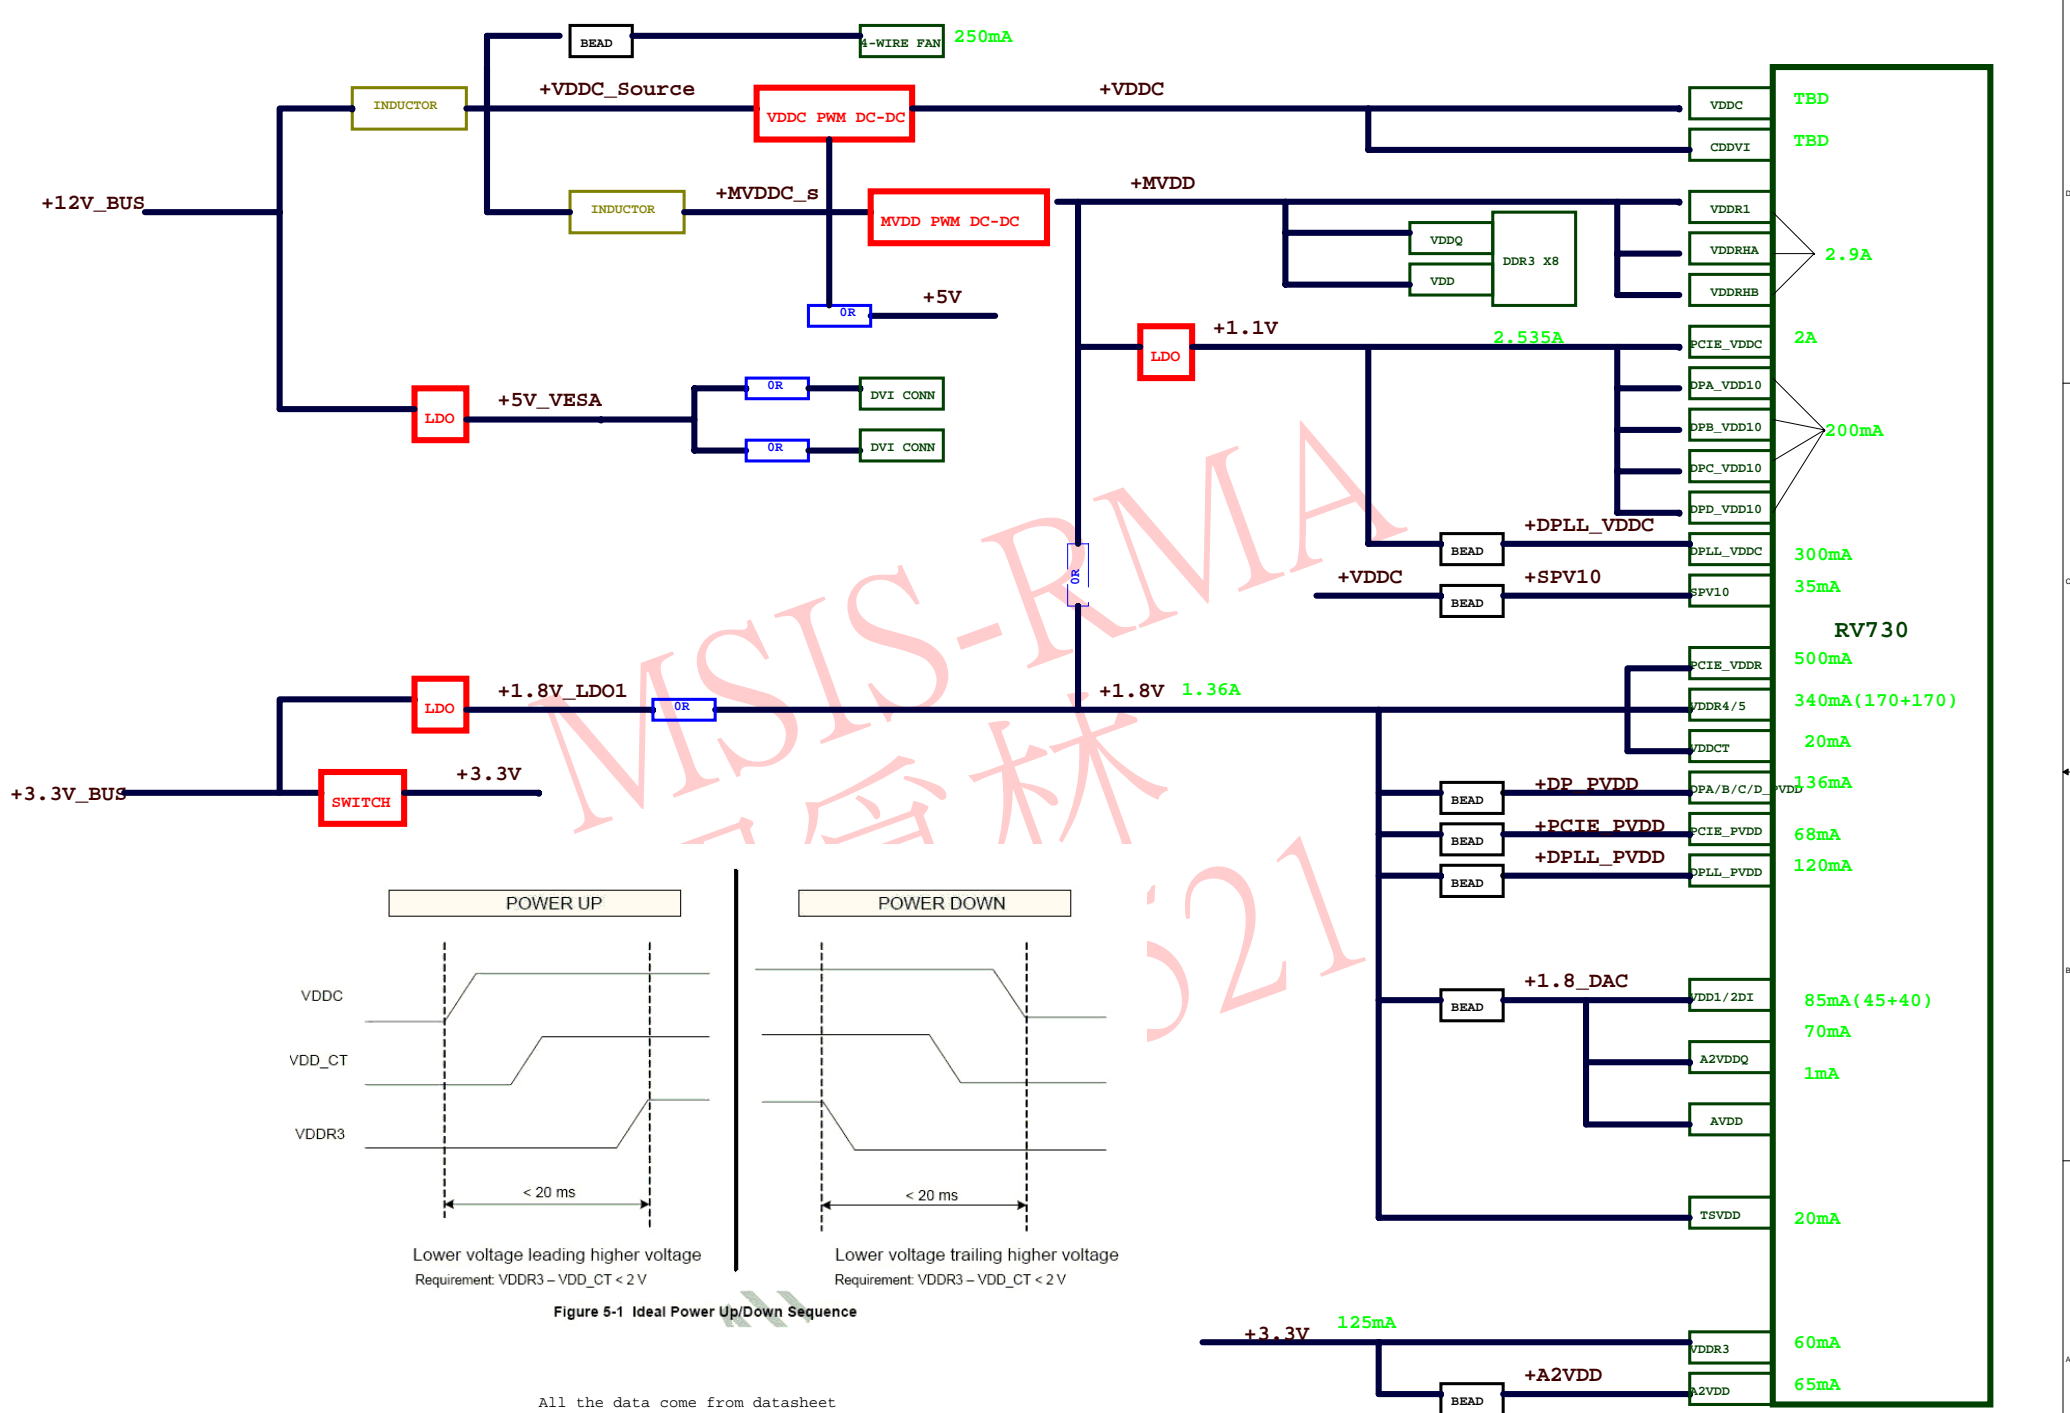 BEAD
4-WIRE FAN
250mA
INDUCTOR
+VDDC_Source
VDDC PWM DC-DC
+VDDC
VDDC
TBD
CDDVI
TBD
+12V_BUS
INDUCTOR
+MVDDC_s
MVDD PWM DC-DC
+MVDD
VDDR1
VDDQ
VDD
DDR3 X8
VDDRHA
2.9A
VDDRHB
0R
+5V
LDO
+1.1V
2.535A
PCIE_VDDC
2A
LDO
+5V_VESA
0R
DVI CONN
0R
DVI CONN
DPA_VDD10
DPB_VDD10
200mA
DPC_VDD10
DPD_VDD10
BEAD
+DPLL_VDDC
DPLL_VDDC
300mA
0R
+VDDC
BEAD
+SPV10
SPV10
35mA
RV730
PCIE_VDDR
500mA
LDO
+1.8V_LDO1
0R
+1.8V
1.36A
VDDR4/5
340mA(170+170)
VDDCT
20mA
+3.3V_BUS
SWITCH
+3.3V
BEAD
+DP_PVDD
DPA/B/C/D_PVDD
136mA
BEAD
+PCIE_PVDD
PCIE_PVDD
68mA
BEAD
+DPLL_PVDD
DPLL_PVDD
120mA
MSIS-RMA
林
521
POWER UP
POWER DOWN
VDDC
VDD_CT
VDDR3
< 20 ms
< 20 ms
Lower voltage leading higher voltage
Requirement: VDDR3 – VDD_CT < 2 V
Lower voltage trailing higher voltage
Requirement: VDDR3 – VDD_CT < 2 V
Figure 5-1 Ideal Power Up/Down Sequence
BEAD
+1.8_DAC
VDD1/2DI
85mA(45+40)
70mA
A2VDDQ
1mA
AVDD
TSVDD
20mA
+3.3V
125mA
VDDR3
60mA
BEAD
+A2VDD
A2VDD
65mA
All the data come from datasheet
D
C
B
A